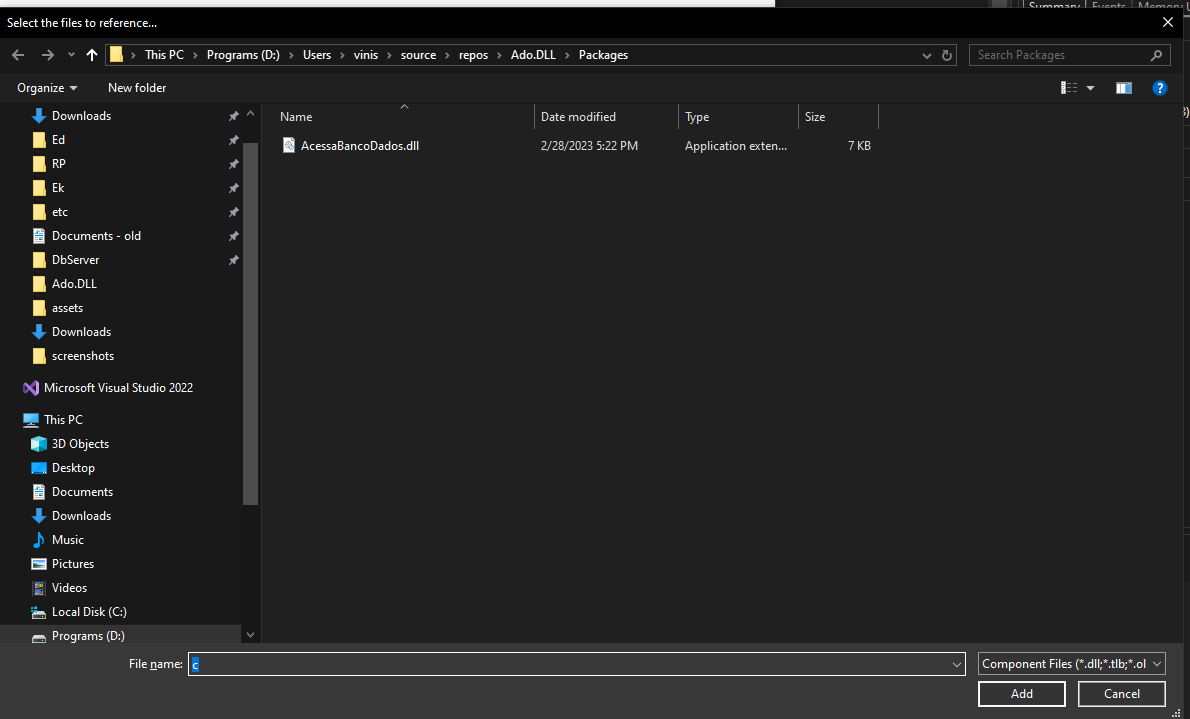 Summary Events Memory U
Select the files to reference...
This PC Programs (D:) Users vinis source repos Ado.DLL Packages
Search Packages
Organize New folder
Name Date modified Type Size
AcessaBancoDados.dll 2/28/2023 5:22 PM Application exten... 7 KB
Downloads
Ed
RP
Ek
etc
Documents - old
DbServer
Ado.DLL
assets
Downloads
screenshots
Microsoft Visual Studio 2022
This PC
3D Objects
Desktop
Documents
Downloads
Music
Pictures
Videos
Local Disk (C:)
Programs (D:)
File name: c
Component Files (*.dll;*.tlb;*.ol
Add Cancel